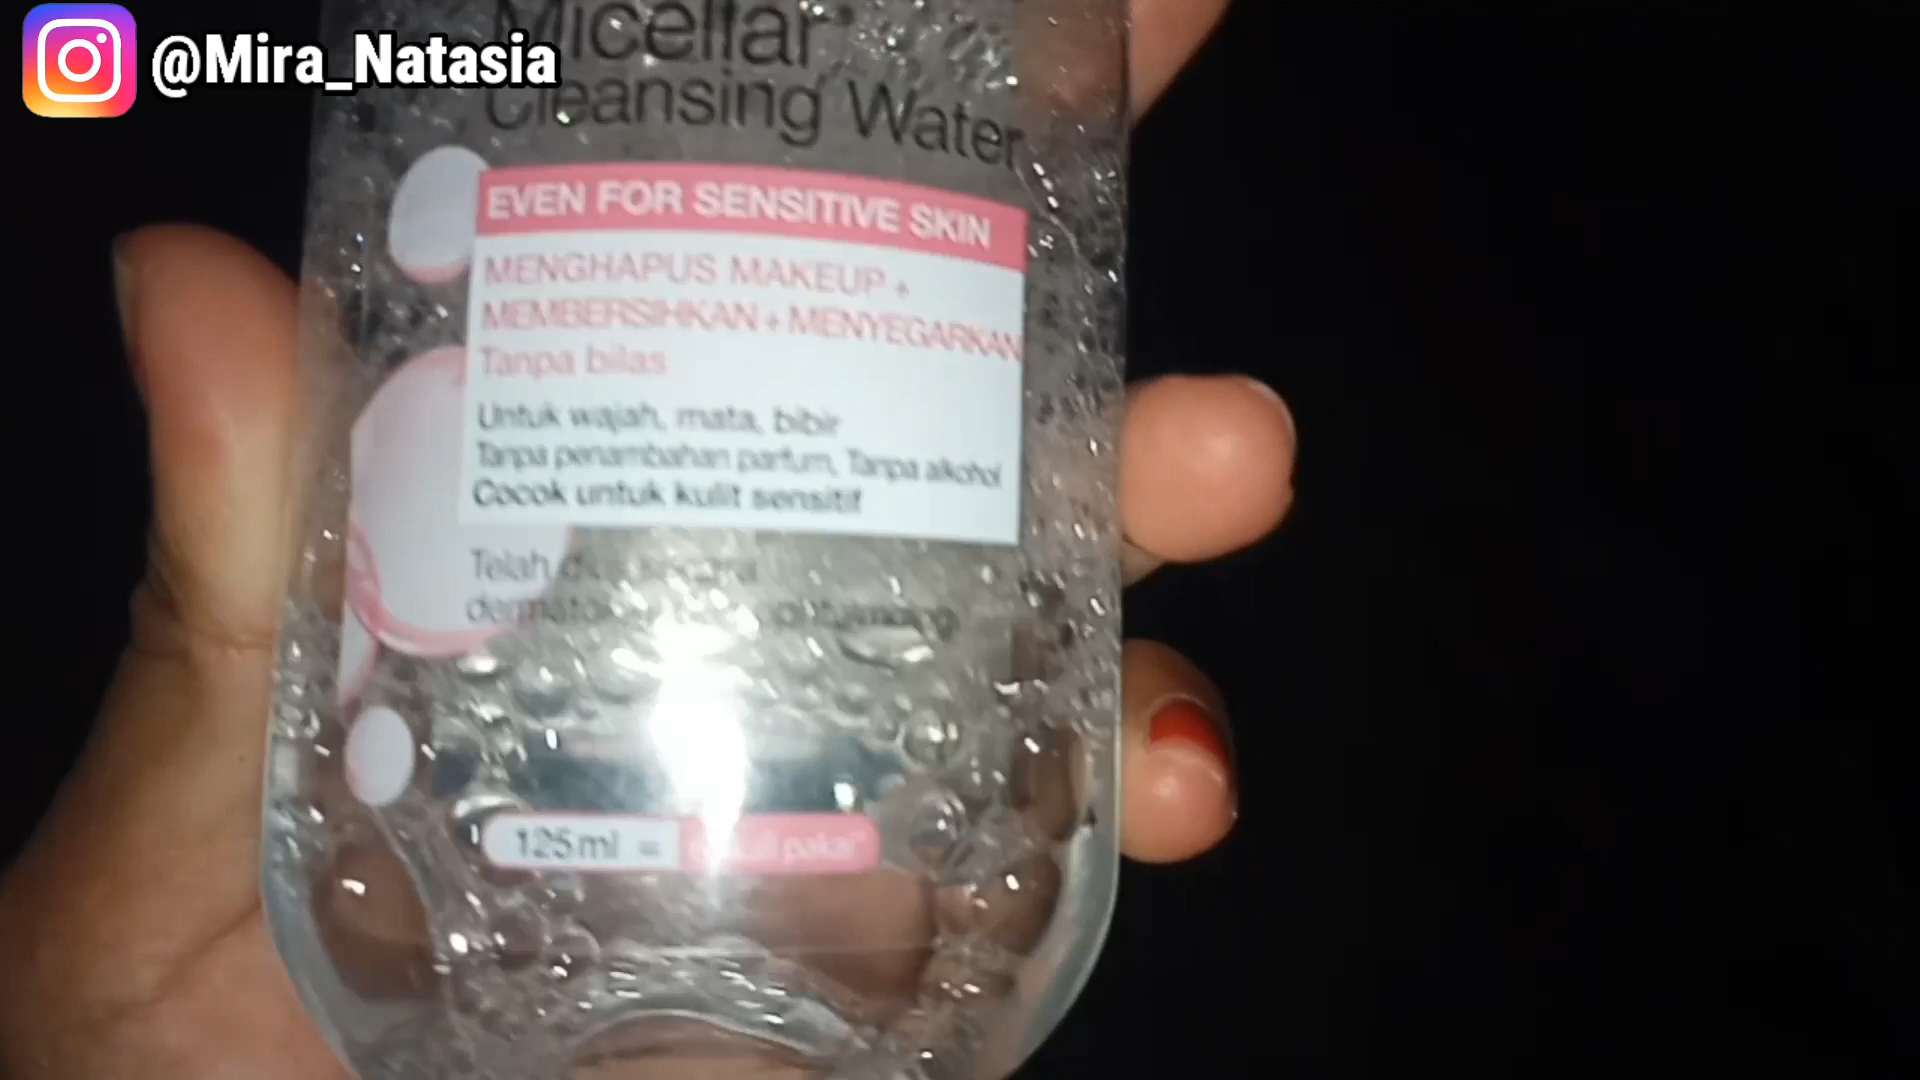 @Mira_Natasia
Micellar
Cleansing Water
EVEN FOR SENSITIVE SKIN
MENGHAPUS MAKEUP +
MEMBERSIHKAN + MENYEGARKAN
Tanpa bilas
Untuk wajah, mata, bibir
Tanpa penambahan parfum, Tanpa alkohol
Cocok untuk kulit sensitif
Telah
125ml =
pakai*